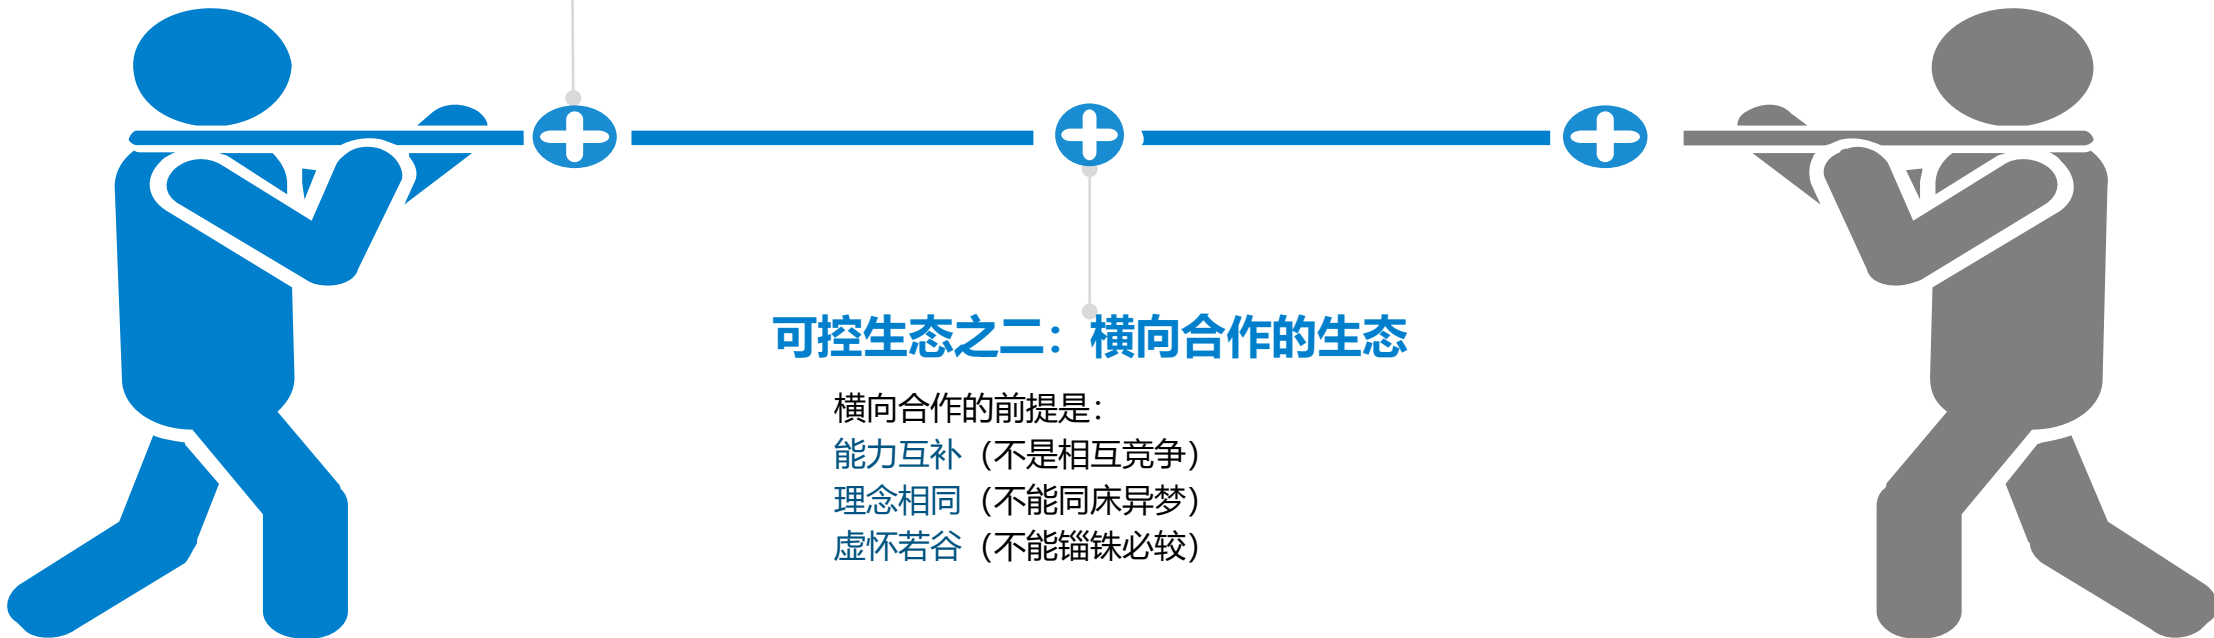 可控生态之二：横向合作的生态
横向合作的前提是：
能力互补（不是相互竞争）
理念相同（不能同床异梦）
虚怀若谷（不能锱铢必较）